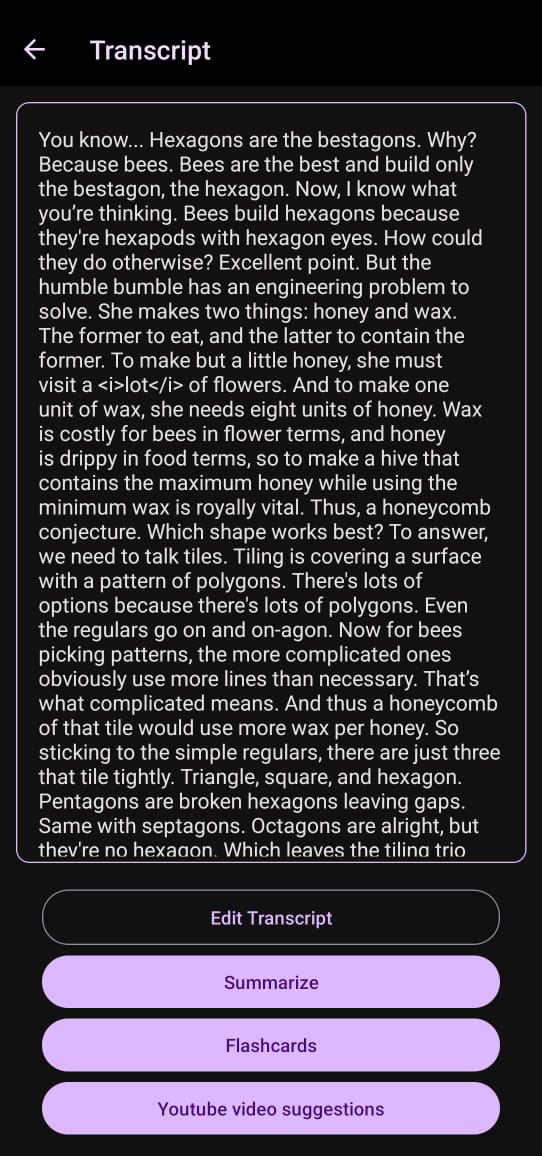 Transcript
You know... Hexagons are the bestagons. Why?
Because bees. Bees are the best and build only
the bestagon, the hexagon. Now, I know what
you’re thinking. Bees build hexagons because
they're hexapods with hexagon eyes. How could
they do otherwise? Excellent point. But the
humble bumble has an engineering problem to
solve. She makes two things: honey and wax.
The former to eat, and the latter to contain the
former. To make but a little honey, she must
visit a <i>lot</i> of flowers. And to make one
unit of wax, she needs eight units of honey. Wax
is costly for bees in flower terms, and honey
is drippy in food terms, so to make a hive that
contains the maximum honey while using the
minimum wax is royally vital. Thus, a honeycomb
conjecture. Which shape works best? To answer,
we need to talk tiles. Tiling is covering a surface
with a pattern of polygons. There's lots of
options because there's lots of polygons. Even
the regulars go on and on-agon. Now for bees
picking patterns, the more complicated ones
obviously use more lines than necessary. That’s
what complicated means. And thus a honeycomb
of that tile would use more wax per honey. So
sticking to the simple regulars, there are just three
that tile tightly. Triangle, square, and hexagon.
Pentagons are broken hexagons leaving gaps.
Same with septagons. Octagons are alright, but
they're no hexagon. Which leaves the tiling trio
Edit Transcript
Summarize
Flashcards
Youtube video suggestions